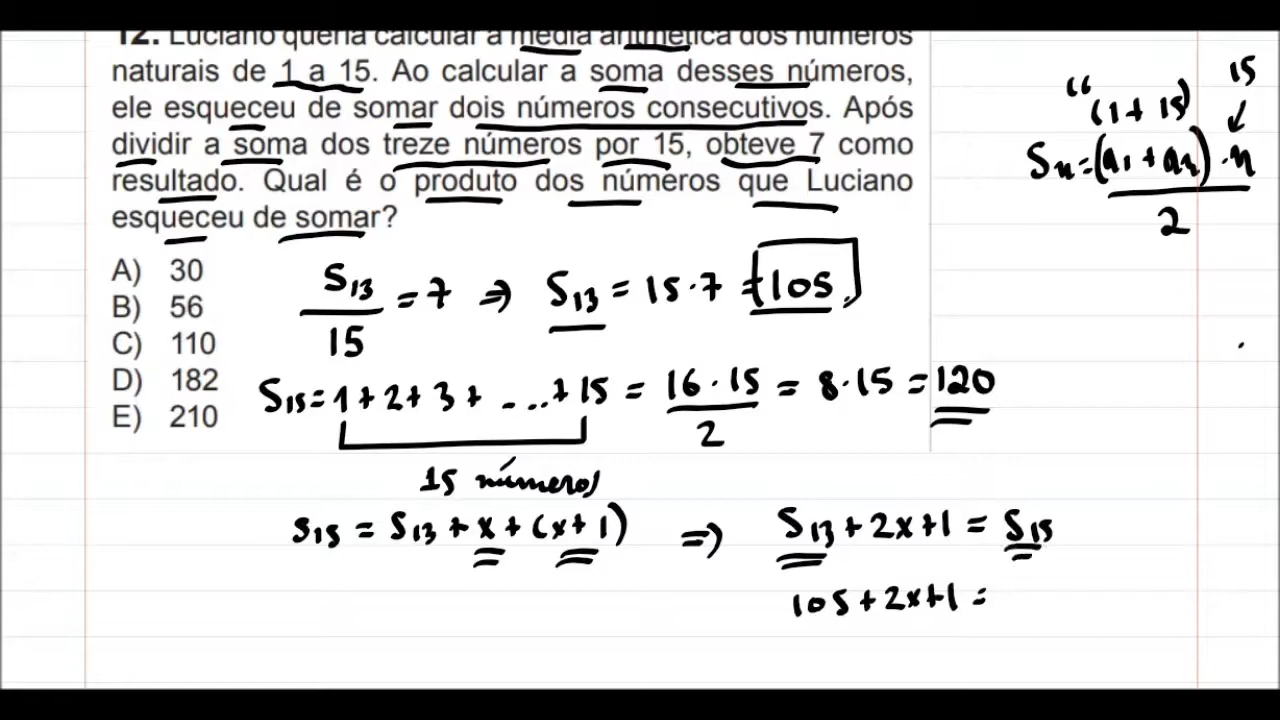 12. Luciano queria calcular a média aritmética dos números
naturais de 1 a 15. Ao calcular a soma desses números,
ele esqueceu de somar dois números consecutivos. Após
dividir a soma dos treze números por 15, obteve 7 como
resultado. Qual é o produto dos números que Luciano
esqueceu de somar?
A) 30
B) 56
C) 110
D) 182
E) 210
S13/15 = 7 ⇒ S13 = 15·7 = 105
S15 = 1 + 2 + 3 + ... + 15 = 16·15/2 = 8·15 = 120
15 números
S15 = S13 + x + (x+1) ⇒ S13 + 2x + 1 = S15
105 + 2x + 1 =
15
(1 + 15)
Sn = (a1 + an)·n/2